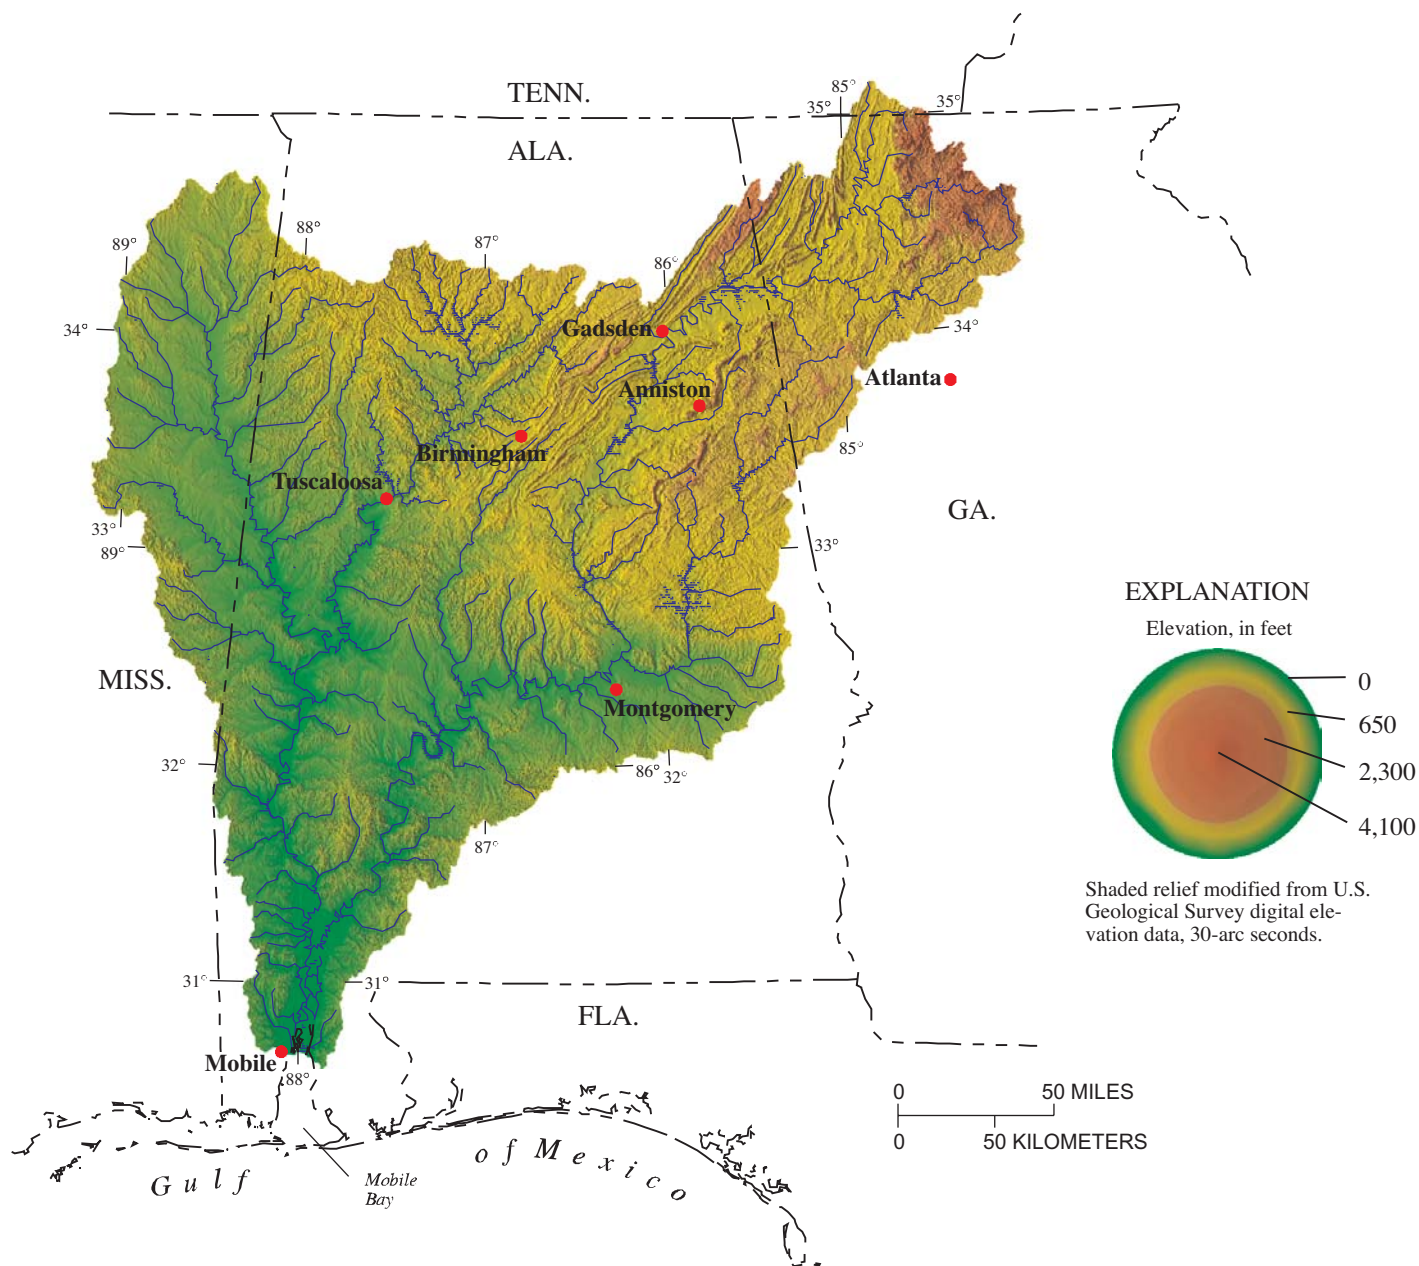 TENN.
ALA.
85°
35°
35°
89°
88°
87°
86°
34°
34°
Gadsden
Atlanta
Anniston
85°
Birmingham
Tuscaloosa
GA.
33°
89°
33°
MISS.
Montgomery
32°
86°
32°
87°
31°
31°
FLA.
Mobile
88°
Gulf of Mexico
Mobile
Bay
EXPLANATION
Elevation, in feet
0
650
2,300
4,100
Shaded relief modified from U.S.
Geological Survey digital ele-
vation data, 30-arc seconds.
0 50 MILES
0 50 KILOMETERS